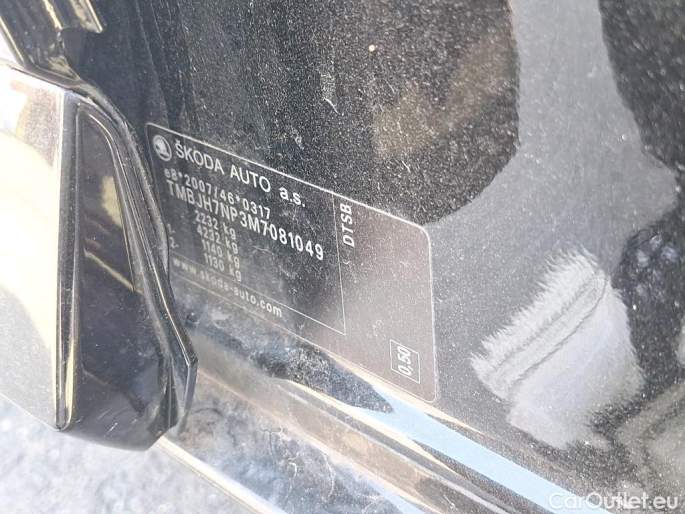 ŠKODA AUTO a.s.
e8*2007/46*0317
TMBJH7NP3M7081049
2232 kg
4232 kg
1. 1140 kg
2. 1130 kg
www.skoda-auto.com
DTSB
0,50
CarOutlet.eu